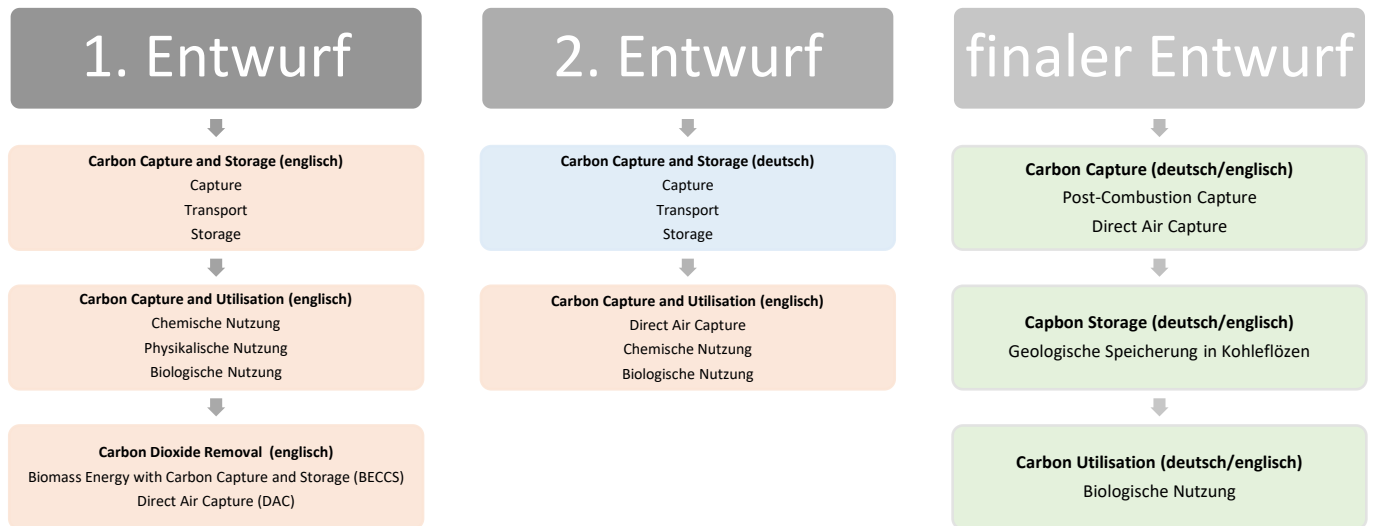 1. Entwurf
Carbon Capture and Storage (englisch)
Capture
Transport
Storage
Carbon Capture and Utilisation (englisch)
Chemische Nutzung
Physikalische Nutzung
Biologische Nutzung
Carbon Dioxide Removal (englisch)
Biomass Energy with Carbon Capture and Storage (BECCS)
Direct Air Capture (DAC)
2. Entwurf
Carbon Capture and Storage (deutsch)
Capture
Transport
Storage
Carbon Capture and Utilisation (englisch)
Direct Air Capture
Chemische Nutzung
Biologische Nutzung
finaler Entwurf
Carbon Capture (deutsch/englisch)
Post-Combustion Capture
Direct Air Capture
Capbon Storage (deutsch/englisch)
Geologische Speicherung in Kohleflözen
Carbon Utilisation (deutsch/englisch)
Biologische Nutzung